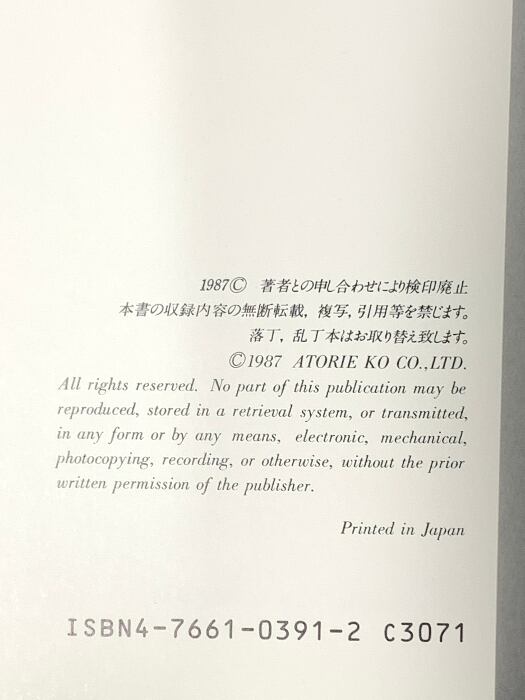 1987© 著者との申し合わせにより検印廃止
本書の収録内容の無断転載, 複写, 引用等を禁じます。
落丁, 乱丁本はお取り替え致します。
©1987 ATORIE KO CO.,LTD.
All rights reserved. No part of this publication may be
reproduced, stored in a retrieval system, or transmitted,
in any form or by any means, electronic, mechanical,
photocopying, recording, or otherwise, without the prior
written permission of the publisher.
Printed in Japan
ISBN4-7661-0391-2 C3071